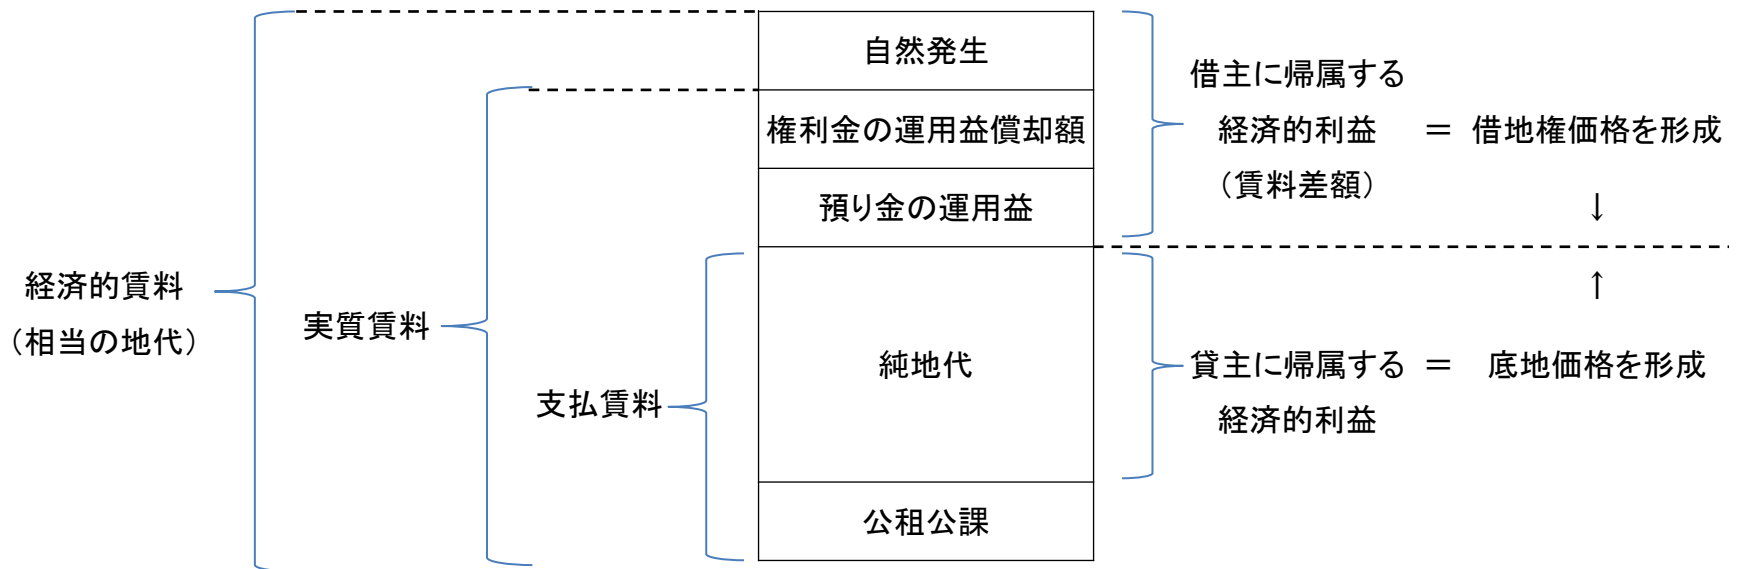 自然発生
権利金の運用益償却額
預り金の運用益
純地代
公租公課
経済的賃料
（相当の地代）
実質賃料
支払賃料
借主に帰属する
経済的利益 ＝ 借地権価格を形成
（賃料差額）
↓
↑
貸主に帰属する ＝ 底地価格を形成
経済的利益